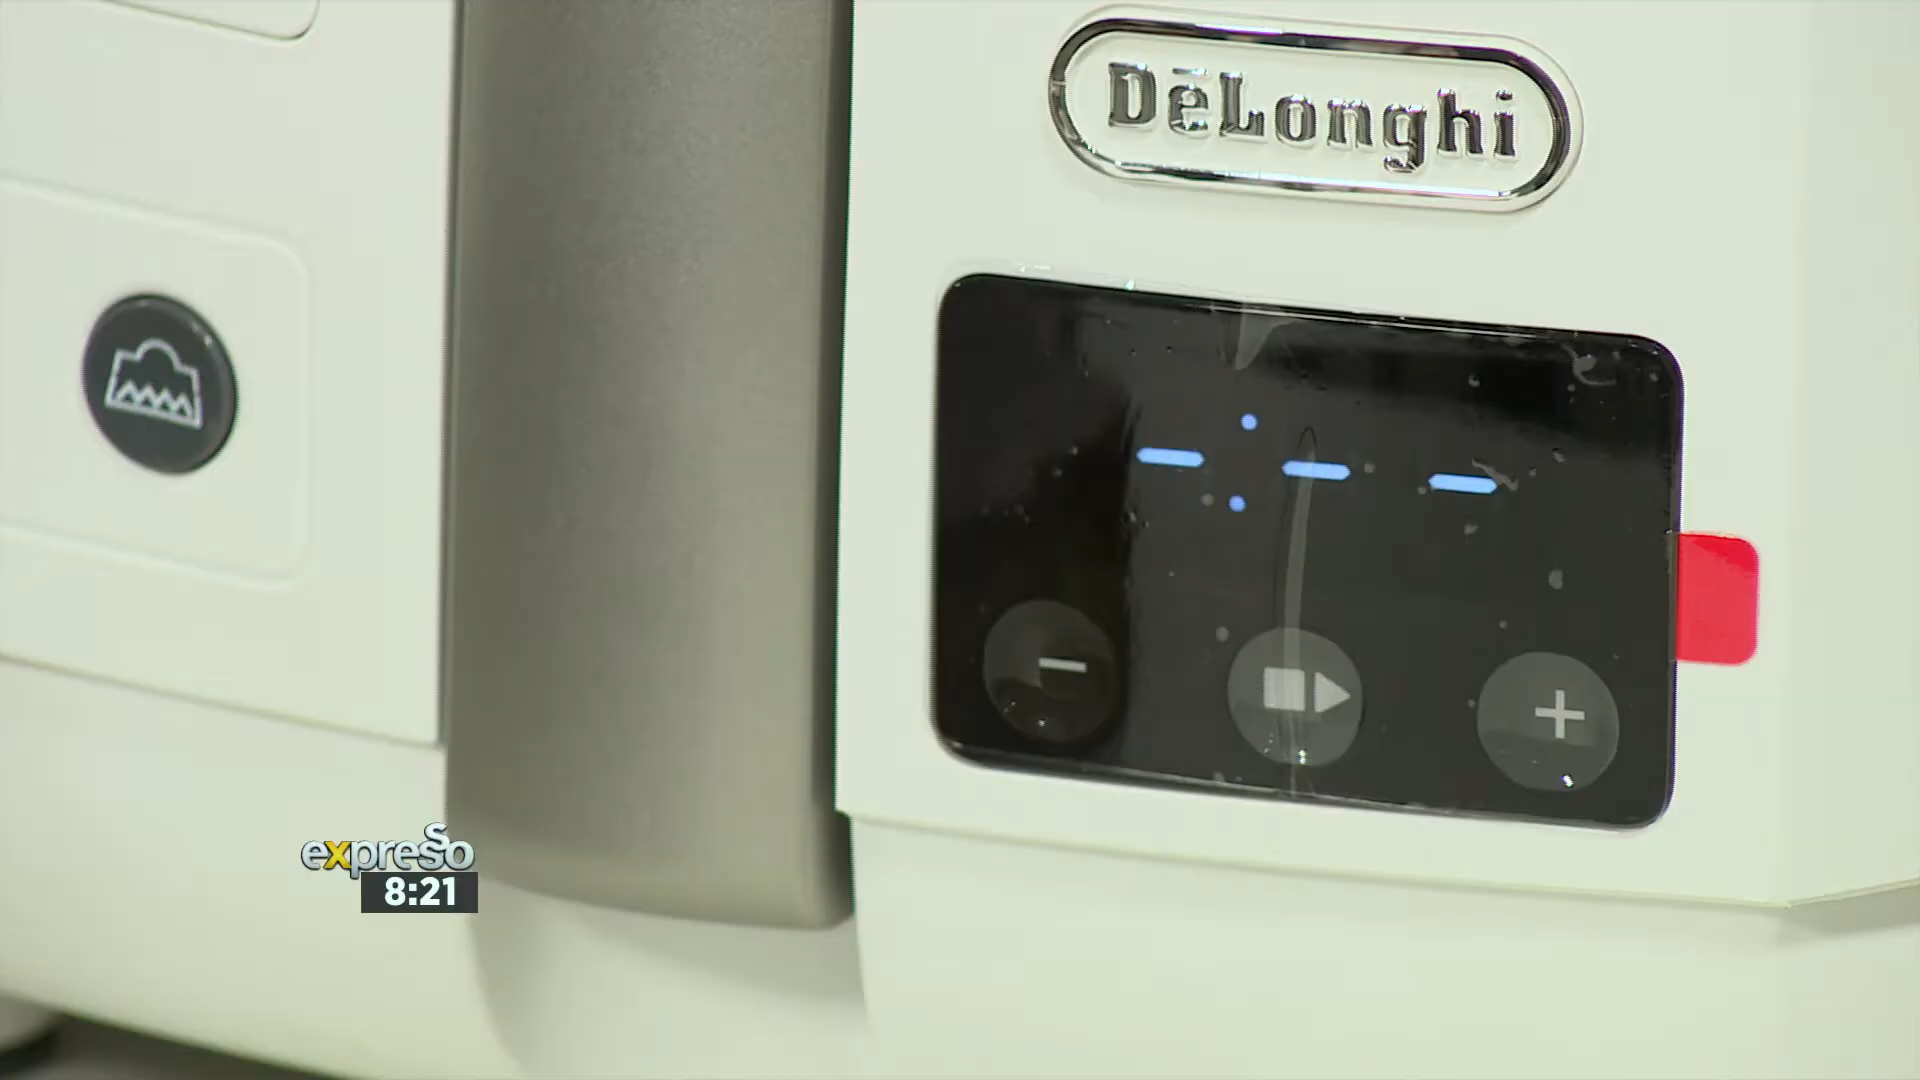 DēLonghi
- : - -
− +
expresso
8:21